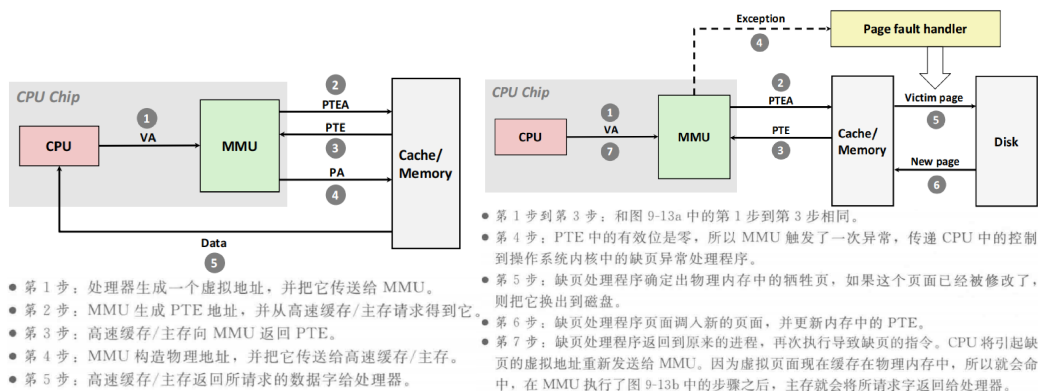 CPU Chip
CPU
1
VA
MMU
2
PTEA
PTE
3
PA
4
Cache/
Memory
Data
5
● 第 1 步：处理器生成一个虚拟地址，并把它传送给 MMU。
● 第 2 步：MMU 生成 PTE 地址，并从高速缓存/主存请求得到它。
● 第 3 步：高速缓存/主存向 MMU 返回 PTE。
● 第 4 步：MMU 构造物理地址，并把它传送给高速缓存/主存。
● 第 5 步：高速缓存/主存返回所请求的数据字给处理器。
Exception
4
Page fault handler
CPU Chip
CPU
1
VA
7
MMU
2
PTEA
PTE
3
Cache/
Memory
Victim page
5
New page
6
Disk
● 第 1 步到第 3 步：和图 9-13a 中的第 1 步到第 3 步相同。
● 第 4 步：PTE 中的有效位是零，所以 MMU 触发了一次异常，传递 CPU 中的控制
到操作系统内核中的缺页异常处理程序。
● 第 5 步：缺页处理程序确定出物理内存中的牺牲页，如果这个页面已经被修改了，
则把它换出到磁盘。
● 第 6 步：缺页处理程序页面调入新的页面，并更新内存中的 PTE。
● 第 7 步：缺页处理程序返回到原来的进程，再次执行导致缺页的指令。CPU 将引起缺
页的虚拟地址重新发送给 MMU。因为虚拟页面现在缓存在物理内存中，所以就会命
中，在 MMU 执行了图 9-13b 中的步骤之后，主存就会将所请求字返回给处理器。